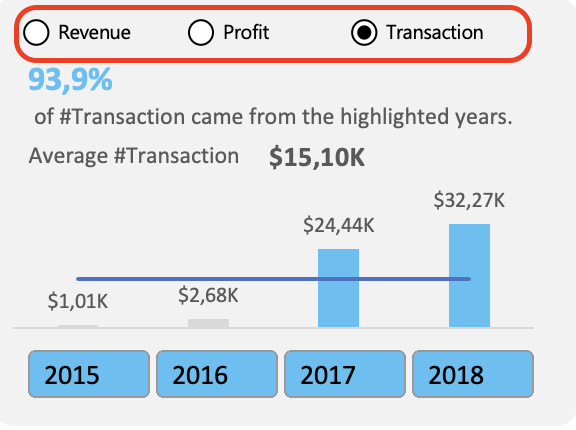 Revenue Profit Transaction
93,9%
of #Transaction came from the highlighted years.
Average #Transaction $15,10K
$32,27K
$24,44K
$2,68K
$1,01K
2015 2016 2017 2018